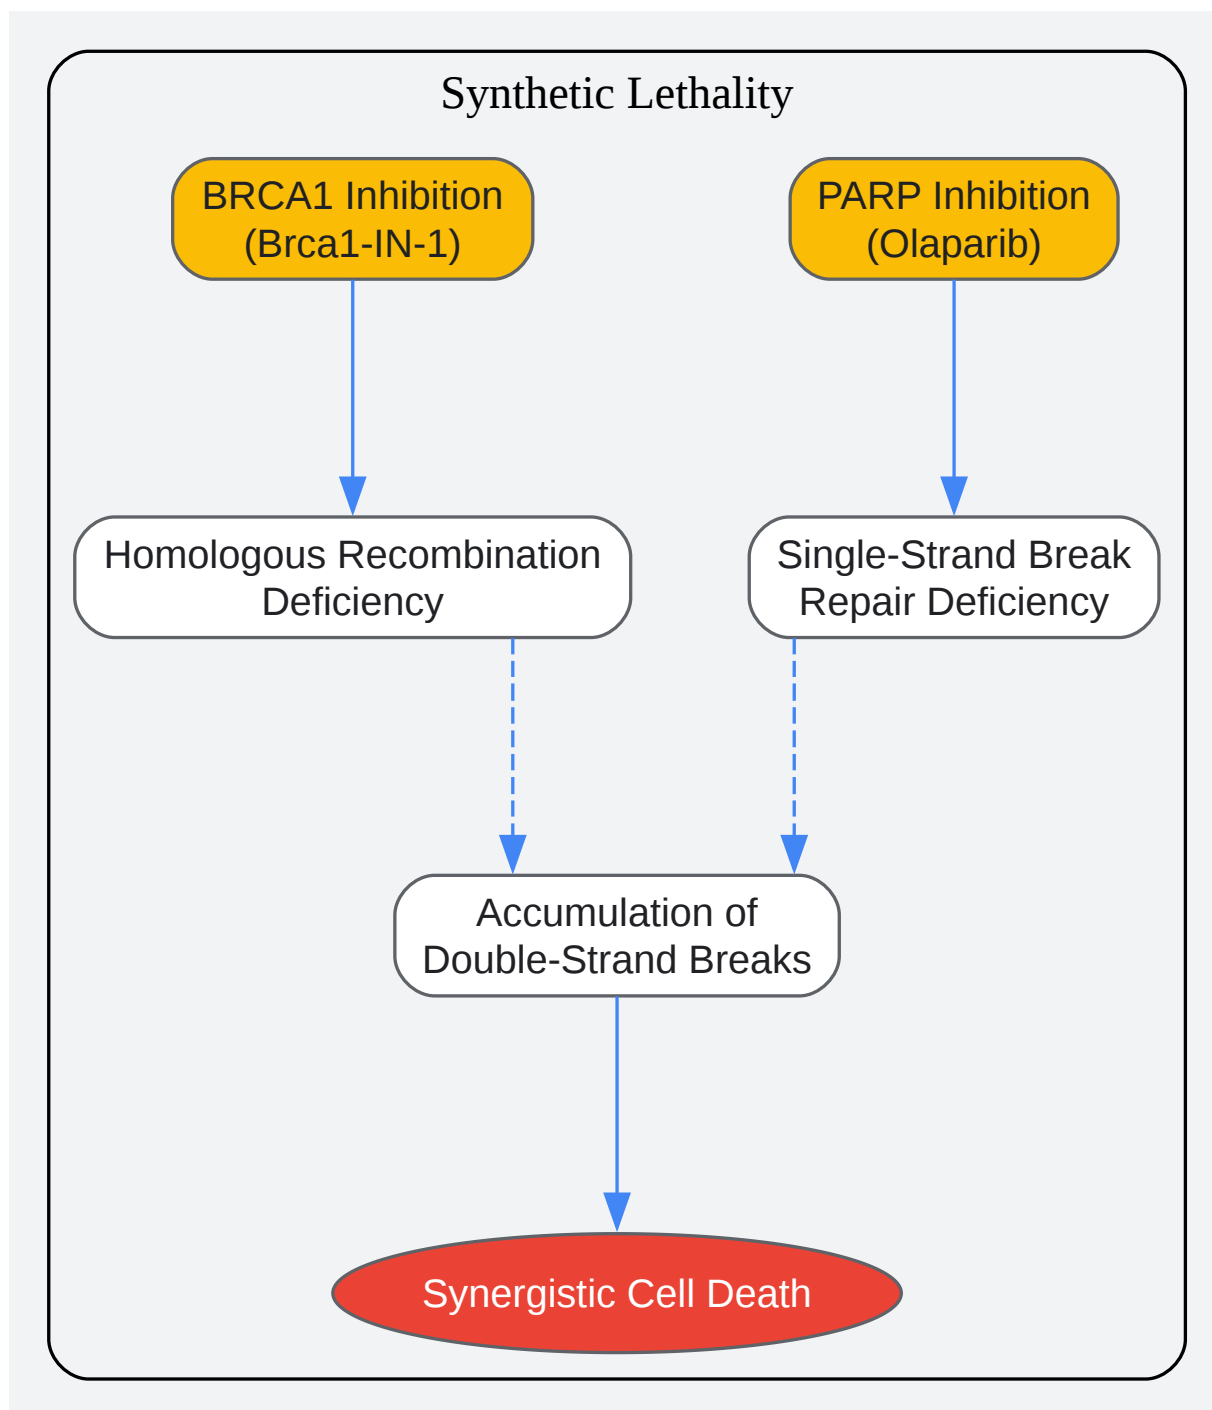 Synthetic Lethality
BRCA1 Inhibition
(Brca1-IN-1)
PARP Inhibition
(Olaparib)
Homologous Recombination
Deficiency
Single-Strand Break
Repair Deficiency
Accumulation of
Double-Strand Breaks
Synergistic Cell Death